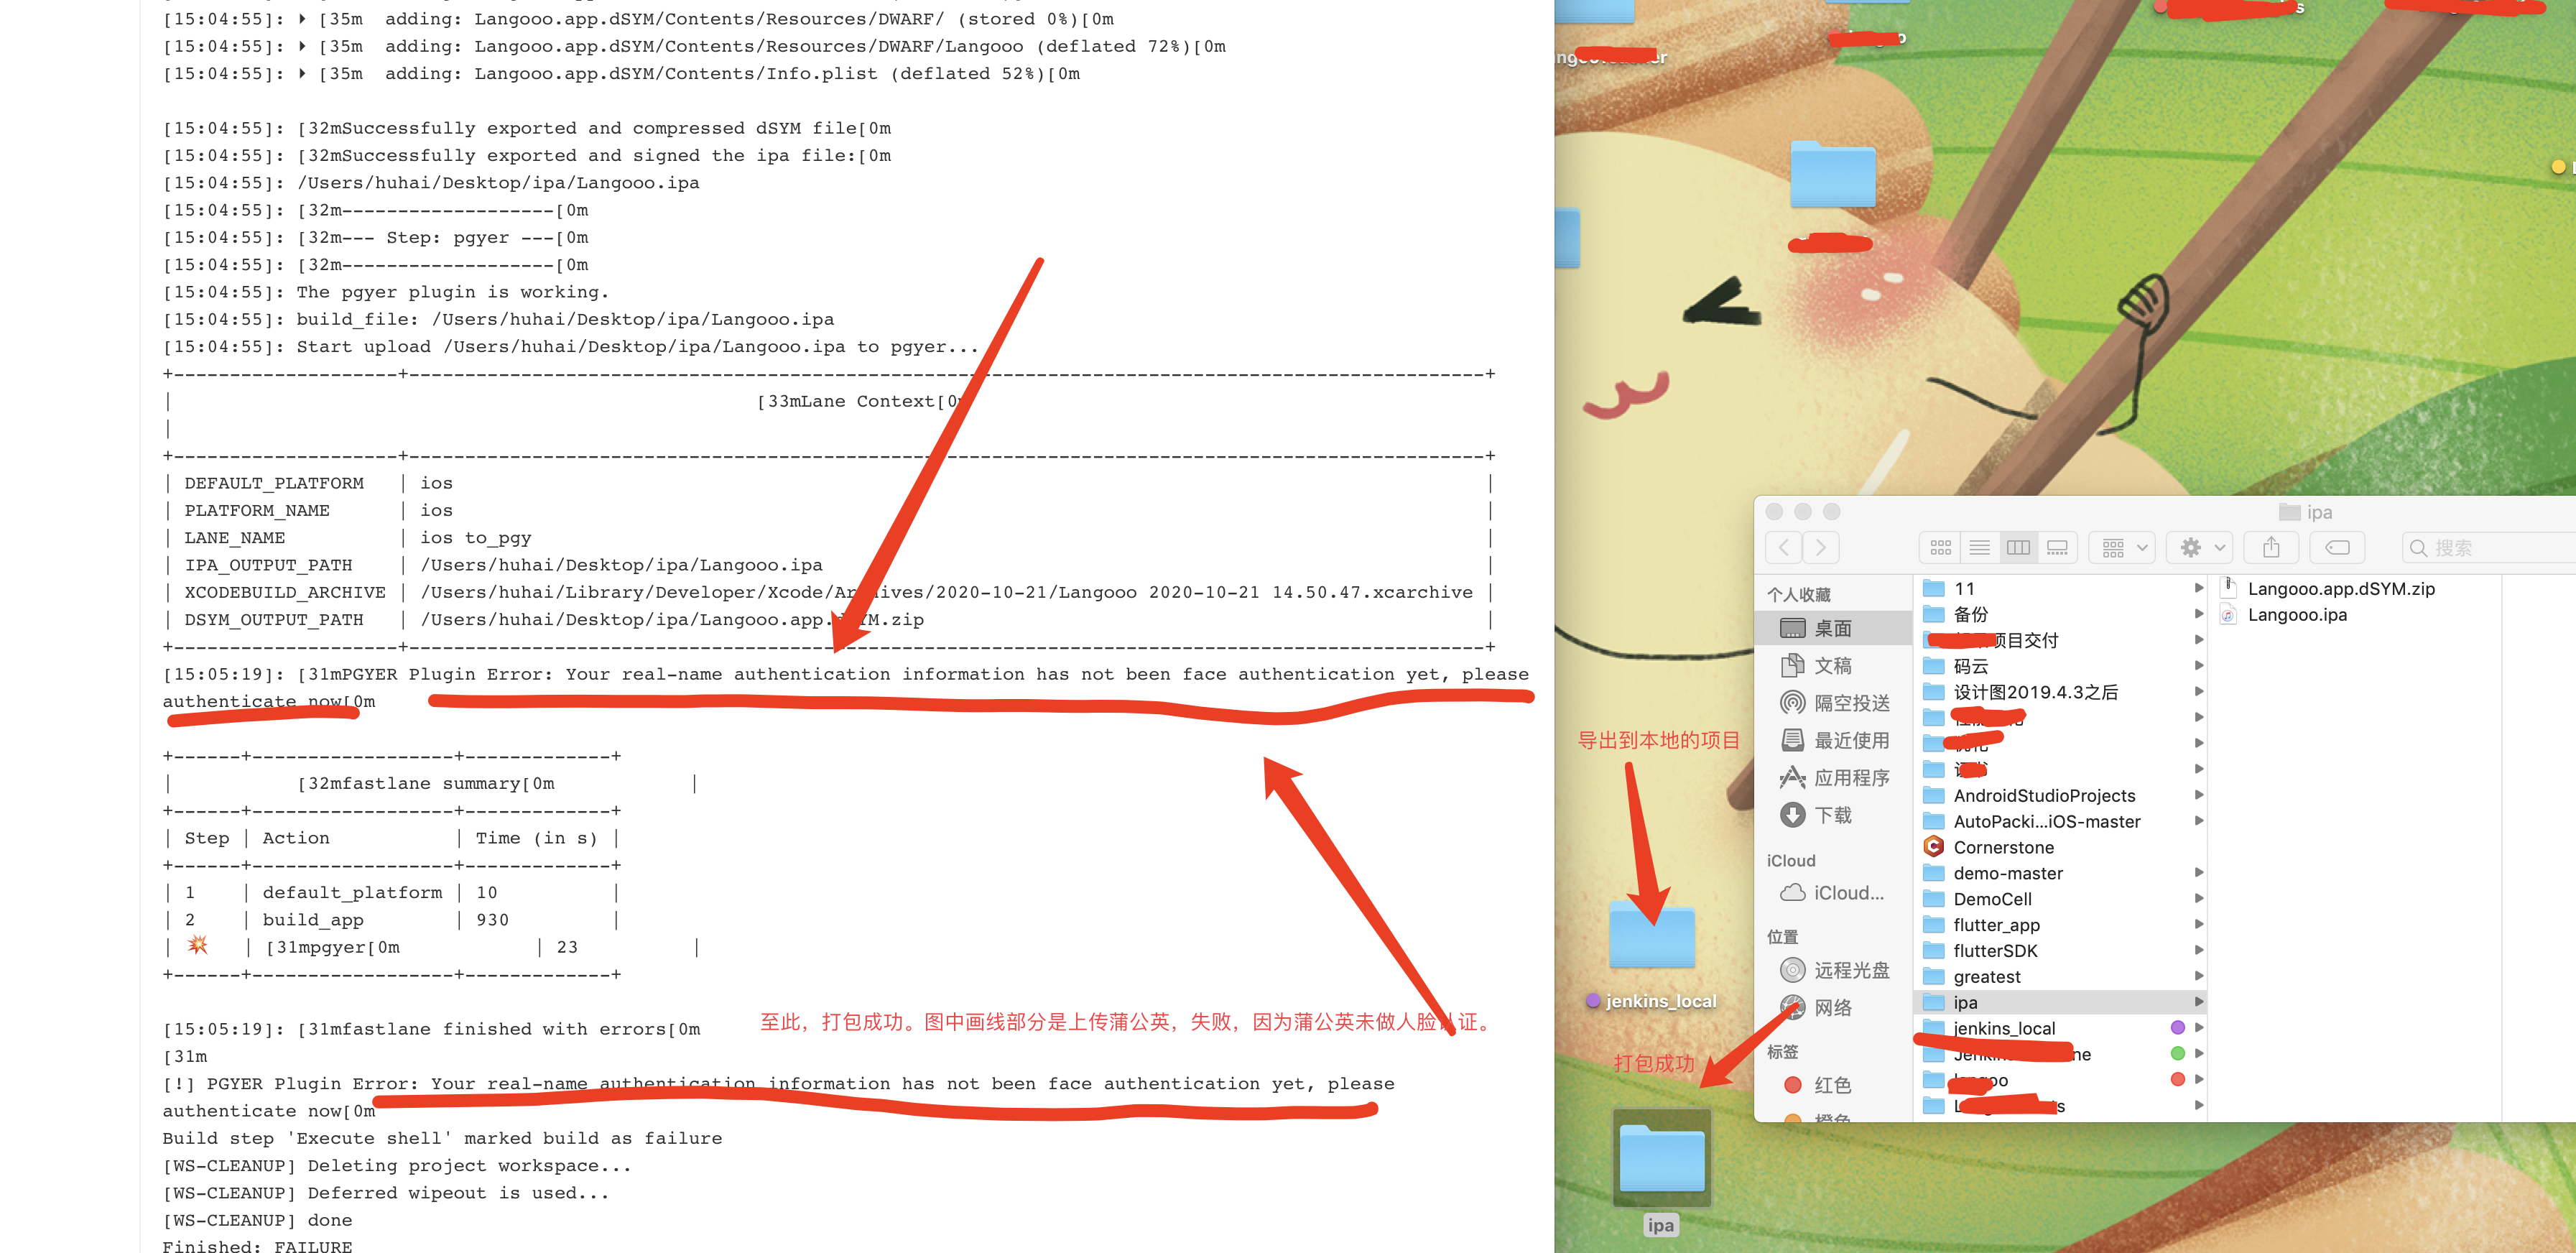 [15:04:55]: ▸ [35m  adding: Langooo.app.dSYM/Contents/Resources/DWARF/ (stored 0%)[0m
[15:04:55]: ▸ [35m  adding: Langooo.app.dSYM/Contents/Resources/DWARF/Langooo (deflated 72%)[0m
[15:04:55]: ▸ [35m  adding: Langooo.app.dSYM/Contents/Info.plist (deflated 52%)[0m
[15:04:55]: [32mSuccessfully exported and compressed dSYM file[0m
[15:04:55]: [32mSuccessfully exported and signed the ipa file:[0m
[15:04:55]: /Users/huhai/Desktop/ipa/Langooo.ipa
[15:04:55]: [32m-------------------[0m
[15:04:55]: [32m--- Step: pgyer ---[0m
[15:04:55]: [32m-------------------[0m
[15:04:55]: The pgyer plugin is working.
[15:04:55]: build_file: /Users/huhai/Desktop/ipa/Langooo.ipa
[15:04:55]: Start upload /Users/huhai/Desktop/ipa/Langooo.ipa to pgyer...
[33mLane Context[0m
| DEFAULT_PLATFORM | ios |
| PLATFORM_NAME | ios |
| LANE_NAME | ios to_pgy |
| IPA_OUTPUT_PATH | /Users/huhai/Desktop/ipa/Langooo.ipa |
| XCODEBUILD_ARCHIVE | /Users/huhai/Library/Developer/Xcode/Archives/2020-10-21/Langooo 2020-10-21 14.50.47.xcarchive |
| DSYM_OUTPUT_PATH | /Users/huhai/Desktop/ipa/Langooo.app.dSYM.zip |
[15:05:19]: [31mPGYER Plugin Error: Your real-name authentication information has not been face authentication yet, please
authenticate now[0m
| [32mfastlane summary[0m |
| Step | Action | Time (in s) |
| 1 | default_platform | 10 |
| 2 | build_app | 930 |
| 💥 | [31mpgyer[0m | 23 |
[15:05:19]: [31mfastlane finished with errors[0m
至此，打包成功。图中画线部分是上传蒲公英，失败，因为蒲公英未做人脸认证。
[31m
[!] PGYER Plugin Error: Your real-name authentication information has not been face authentication yet, please
authenticate now[0m
Build step 'Execute shell' marked build as failure
[WS-CLEANUP] Deleting project workspace...
[WS-CLEANUP] Deferred wipeout is used...
[WS-CLEANUP] done
Finished: FAILURE
导出到本地的项目
jenkins_local
打包成功
ipa
ipa
搜索
个人收藏
桌面
文稿
隔空投送
最近使用
应用程序
下载
iCloud
iCloud...
位置
远程光盘
网络
标签
红色
橙色
11
备份
项目交付
码云
设计图2019.4.3之后
AndroidStudioProjects
AutoPacki...iOS-master
Cornerstone
demo-master
DemoCell
flutter_app
flutterSDK
greatest
ipa
jenkins_local
Langooo.app.dSYM.zip
Langooo.ipa